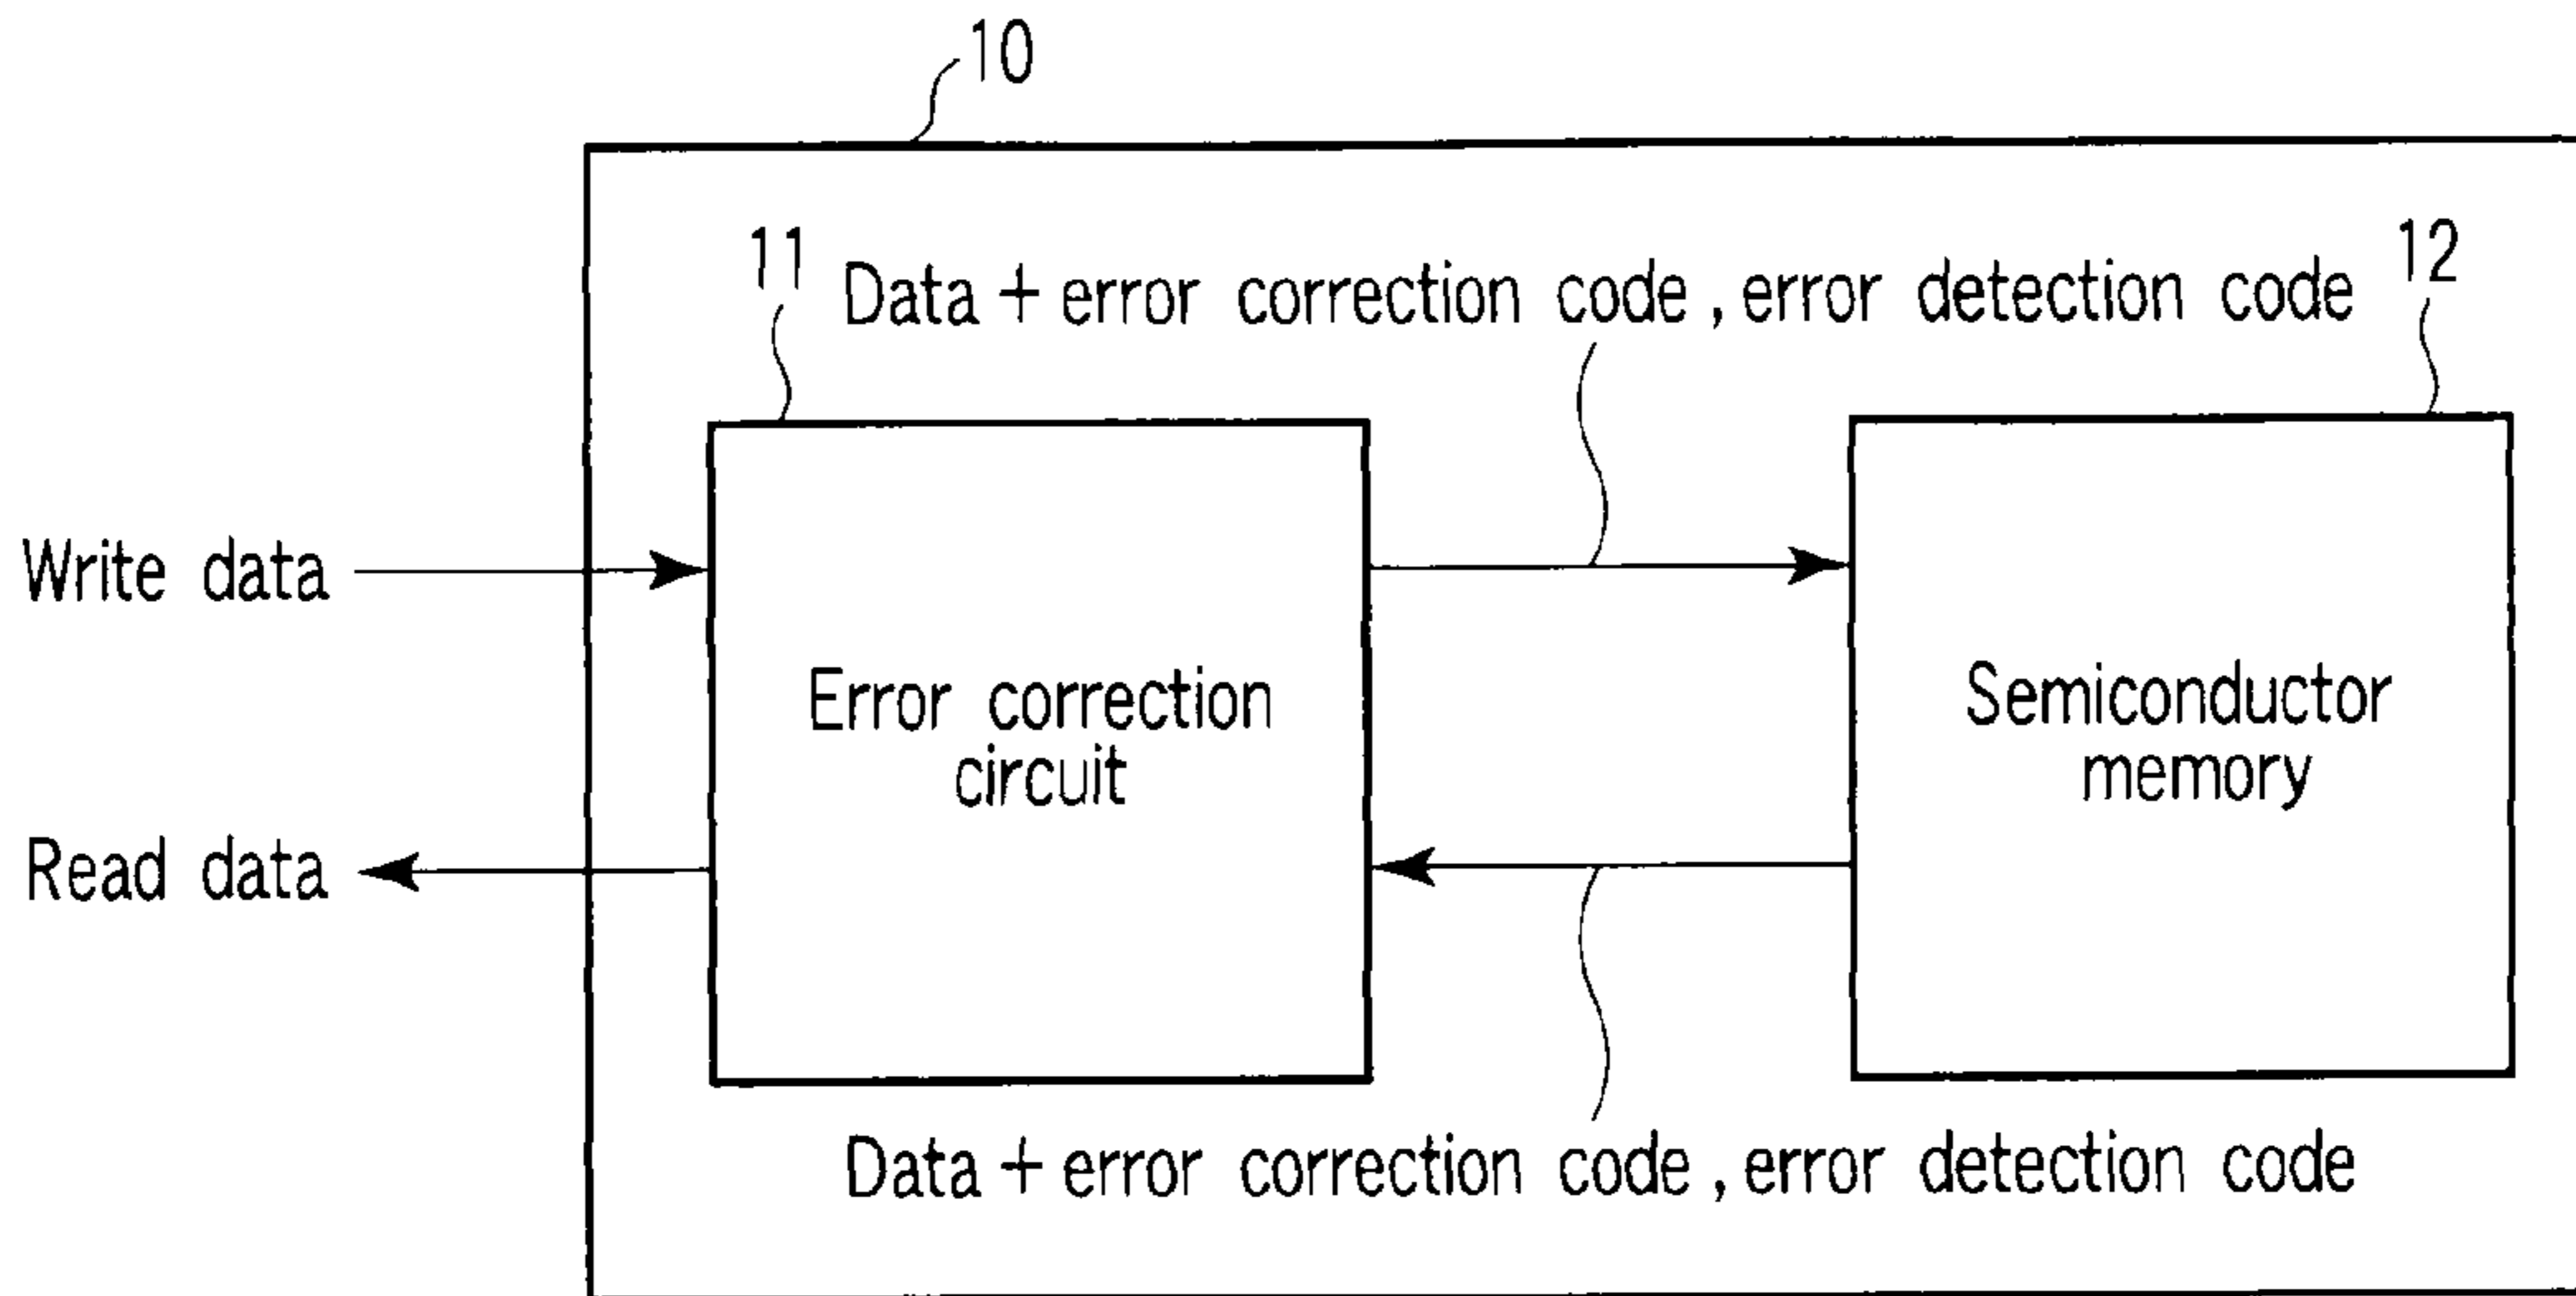 10
11
Data + error correction code , error detection code
12
Write data
Error correction
circuit
Semiconductor
memory
Read data
Data + error correction code , error detection code